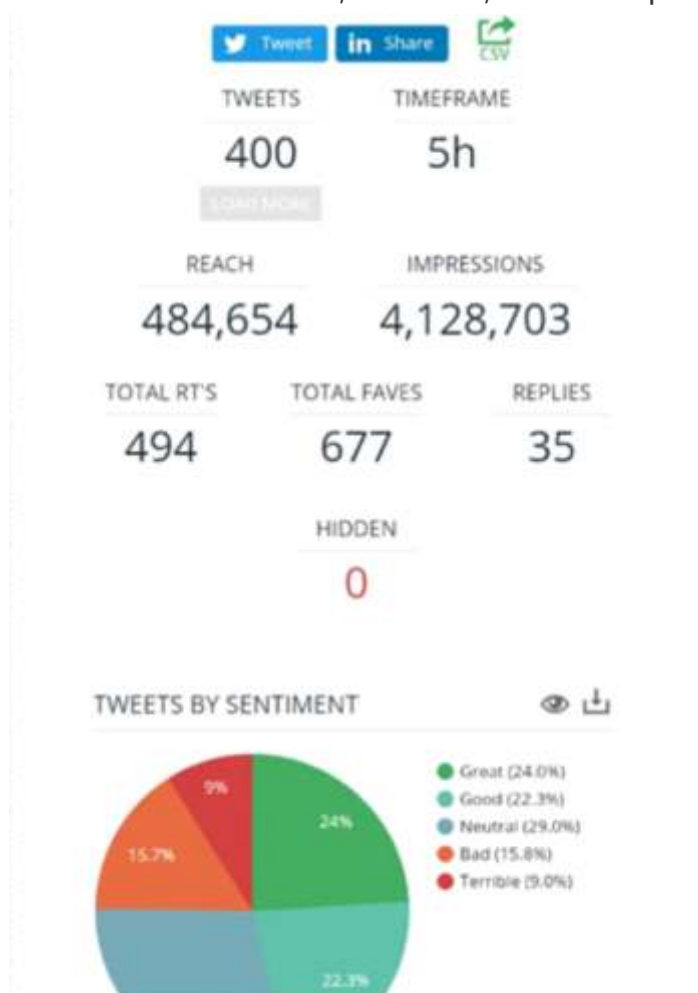 Tweet in Share CSV
TWEETS TIMEFRAME
400 5h
LOAD MORE
REACH IMPRESSIONS
484,654 4,128,703
TOTAL RT'S TOTAL FAVES REPLIES
494 677 35
HIDDEN
0
TWEETS BY SENTIMENT
9%
24%
15.7%
22.3%
Great (24.0%)
Good (22.3%)
Neutral (29.0%)
Bad (15.8%)
Terrible (9.0%)